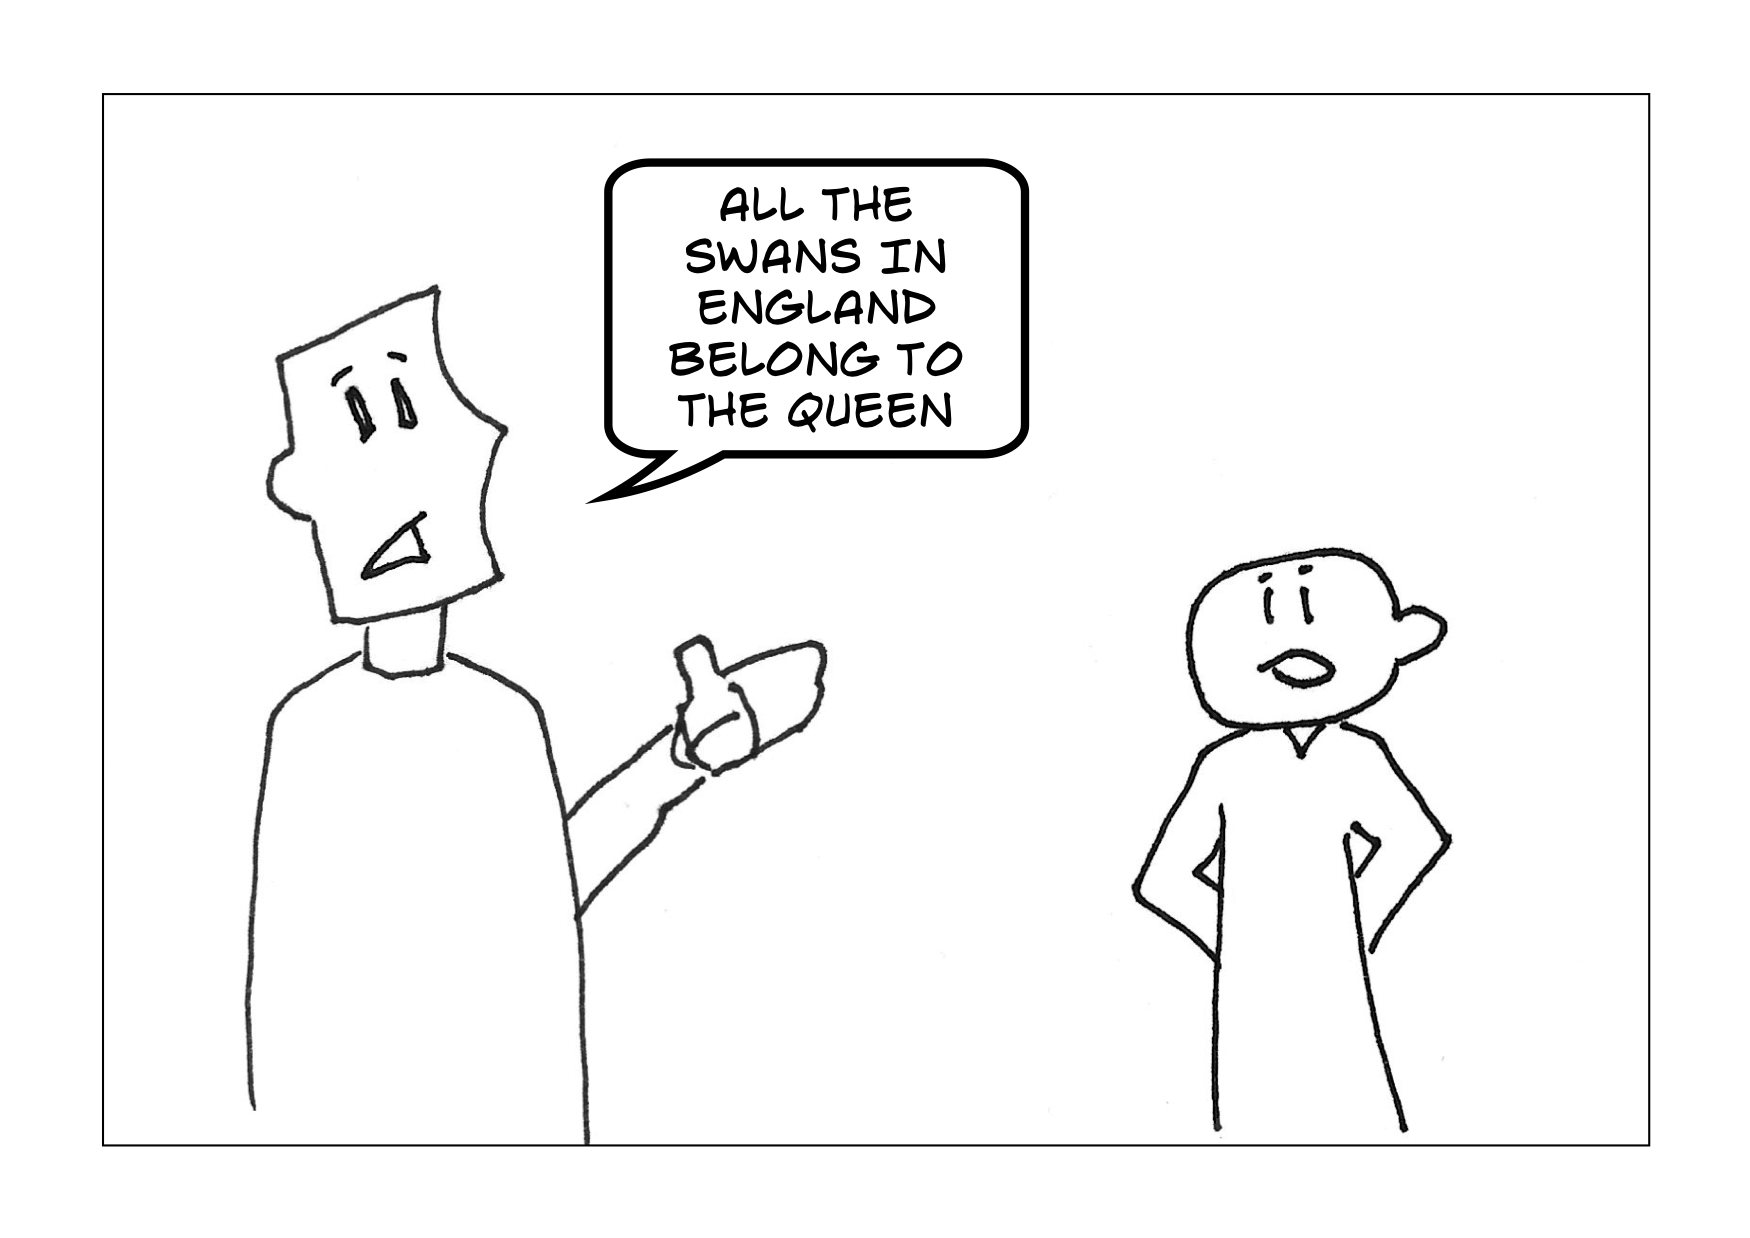 ALL THE
SWANS IN
ENGLAND
BELONG TO
THE QUEEN